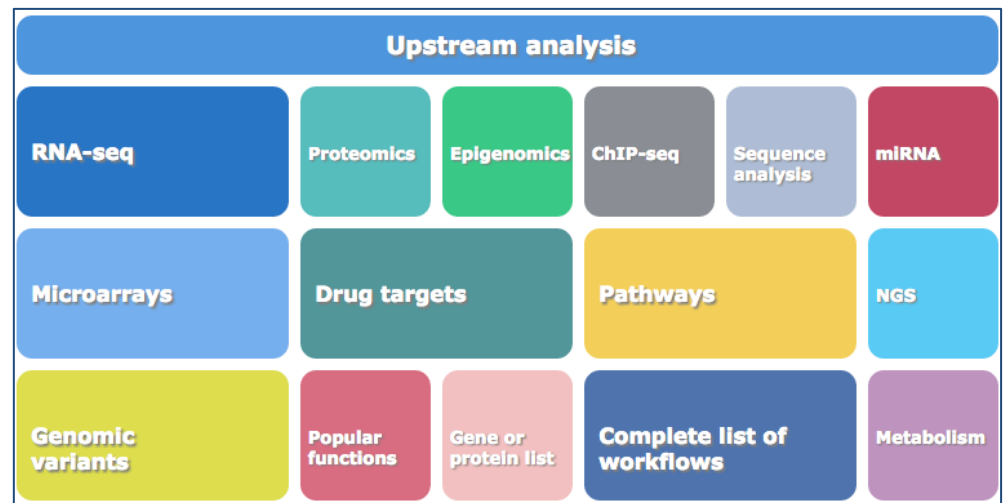 Upstream analysis
RNA-seq
Proteomics
Epigenomics
ChIP-seq
Sequence
analysis
miRNA
Microarrays
Drug targets
Pathways
NGS
Genomic
variants
Popular
functions
Gene or
protein list
Complete list of
workflows
Metabolism